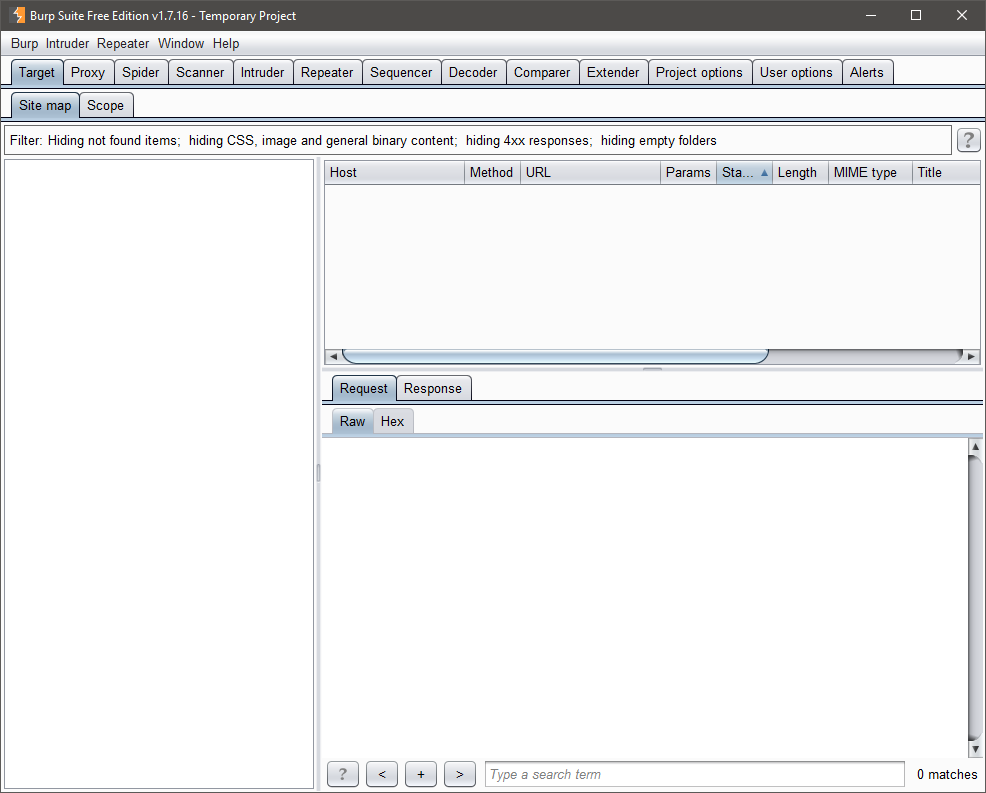 Burp Suite Free Edition v1.7.16 - Temporary Project
Burp Intruder Repeater Window Help
Target Proxy Spider Scanner Intruder Repeater Sequencer Decoder Comparer Extender Project options User options Alerts
Site map Scope
Filter: Hiding not found items; hiding CSS, image and general binary content; hiding 4xx responses; hiding empty folders ?
Host Method URL Params Sta... Length MIME type Title
Request Response
Raw Hex
? < + > Type a search term 0 matches